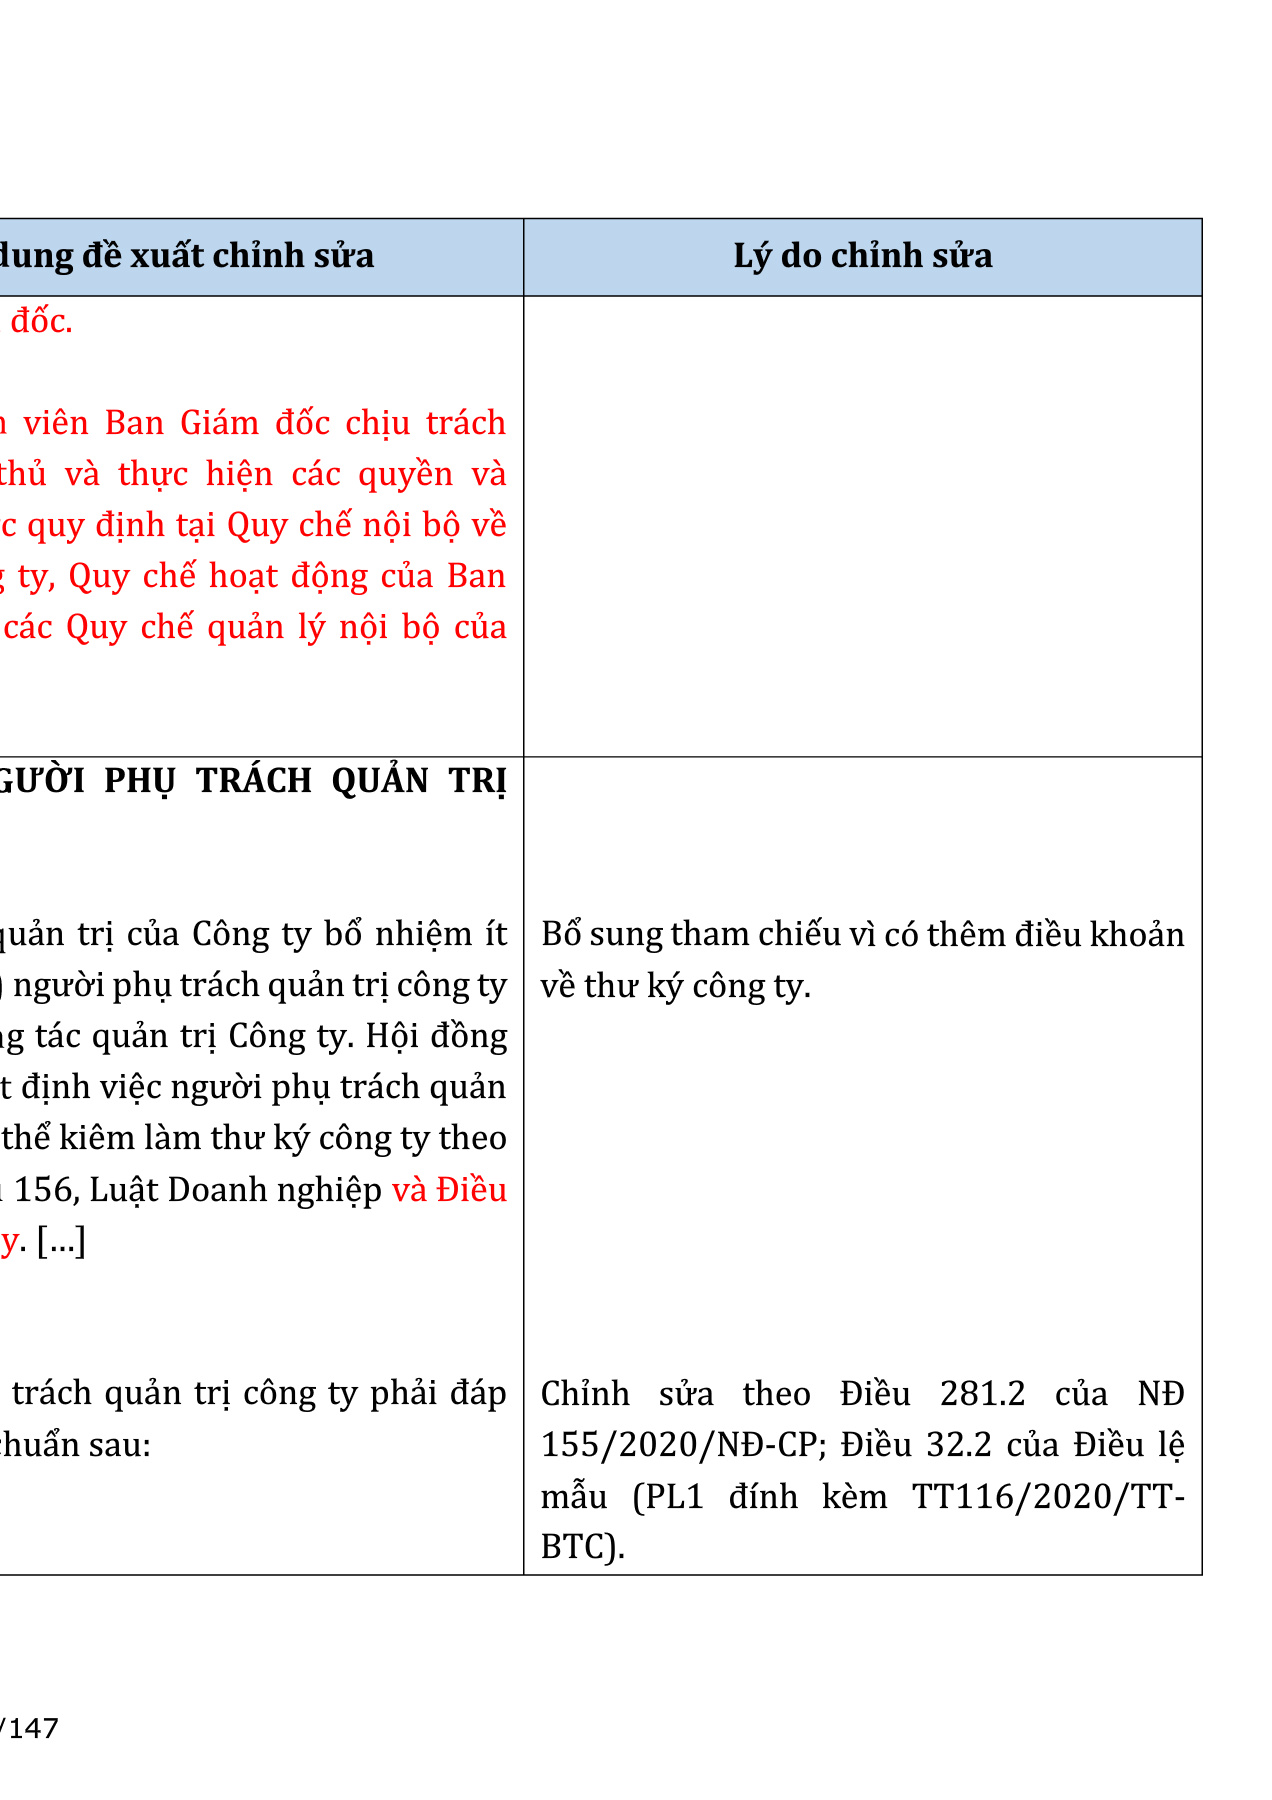 dung đề xuất chỉnh sửa
Lý do chỉnh sửa
đốc.
viên Ban Giám đốc chịu trách
thủ và thực hiện các quyền và
quy định tại Quy chế nội bộ về
ty, Quy chế hoạt động của Ban
các Quy chế quản lý nội bộ của
PHỤ TRÁCH QUẢN TRỊ
quản trị của Công ty bổ nhiệm ít
) người phụ trách quản trị công ty
tác quản trị Công ty. Hội đồng
định việc người phụ trách quản
thể kiêm làm thư ký công ty theo
156, Luật Doanh nghiệp và Điều
y. […]
Bổ sung tham chiếu vì có thêm điều khoản
về thư ký công ty.
trách quản trị công ty phải đáp
chuẩn sau:
Chỉnh sửa theo Điều 281.2 của NĐ
155/2020/NĐ-CP; Điều 32.2 của Điều lệ
mẫu (PL1 đính kèm TT116/2020/TT-
BTC).
/147